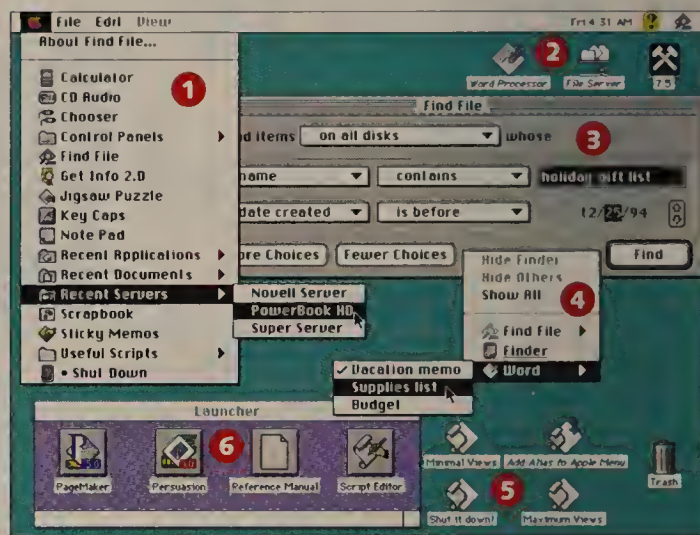 File Edit View
Fri 4 31 AM
About Find File...
Calculator
CD Audio
Chooser
Control Panels
Find File
Get Info 2.0
Jigsaw Puzzle
Key Caps
Note Pad
Recent Applications
Recent Documents
Recent Servers
Scrapbook
Sticky Memos
Useful Scripts
• Shut Down
1
Novell Server
PowerBook HD
Super Server
2
Word Processor
File Server
7.5
Find File
nd items
on all disks
whose
3
name
contains
holiday gift list
date created
is before
12/25/94
ore Choices
Fewer Choices
Find
Hide Finder
Hide Others
Show All
4
Find File
Finder
Word
✓ Vacation memo
Supplies list
Budget
Launcher
6
PageMaker
Persuasion
Reference Manual
Script Editor
Minimal Views
Add Alias to Apple Menu
5
Shut it down!
Maximum Views
Trash